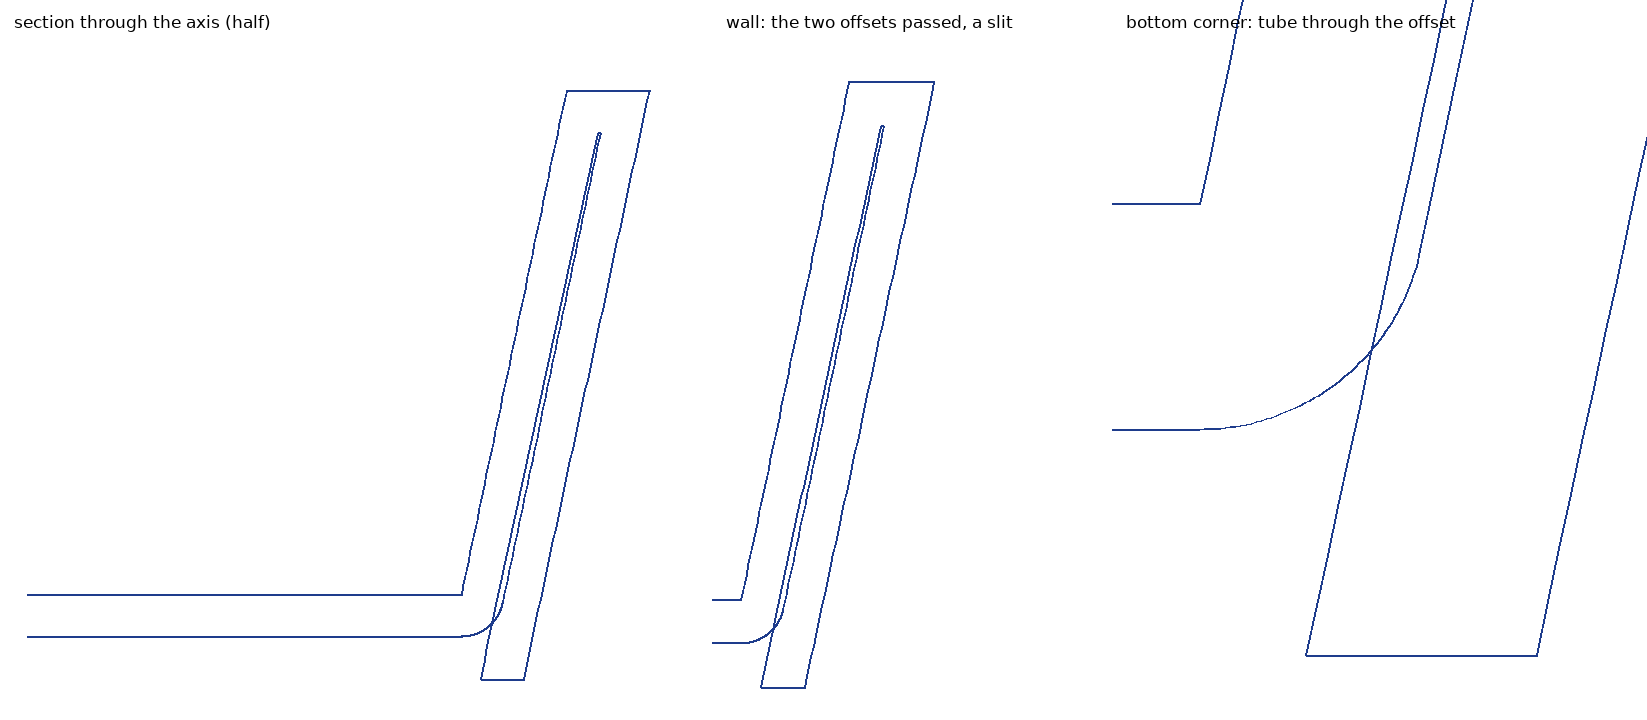 section through the axis (half)
wall: the two offsets passed, a slit
bottom corner: tube through the offset